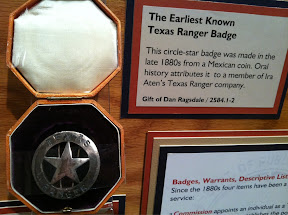 The Earliest Known
Texas Ranger Badge
This circle-star badge was made in the
late 1880s from a Mexican coin. Oral
history attributes it to a member of Ira
Aten's Texas Ranger company.
Gift of Dan Ragsdale / 2584.1-2
TEXAS
Badges, Warrants, Descriptive List
Since the 1880s four items have been
service:
Commission appoints an individual as